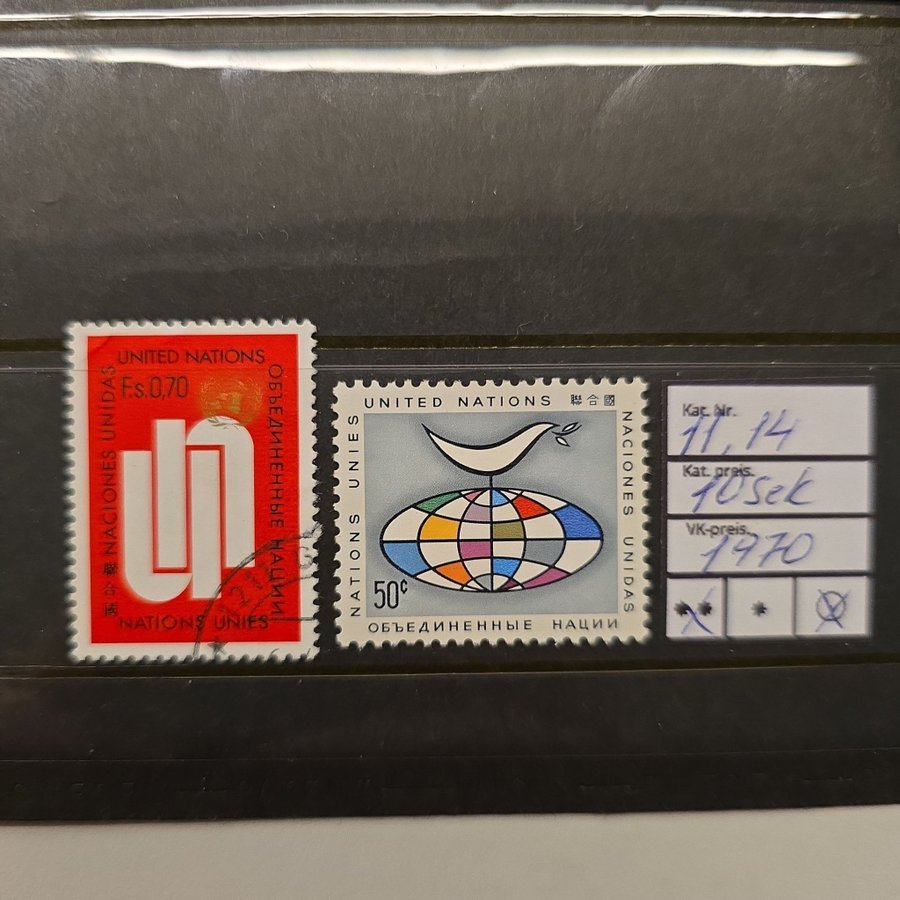 UNITED NATIONS
F.s.0,70
NACIONES UNIDAS
ОБЪЕДИНЕННЫЕ НАЦИИ
NATIONS UNIES
UNITED NATIONS 聯合國
NATIONS UNIES
NACIONES UNIDAS
50¢
ОБЪЕДИНЕННЫЕ НАЦИИ
Kat. Nr.
11, 14
Kat. preis.
10 sek
VK-preis.
1970
** *